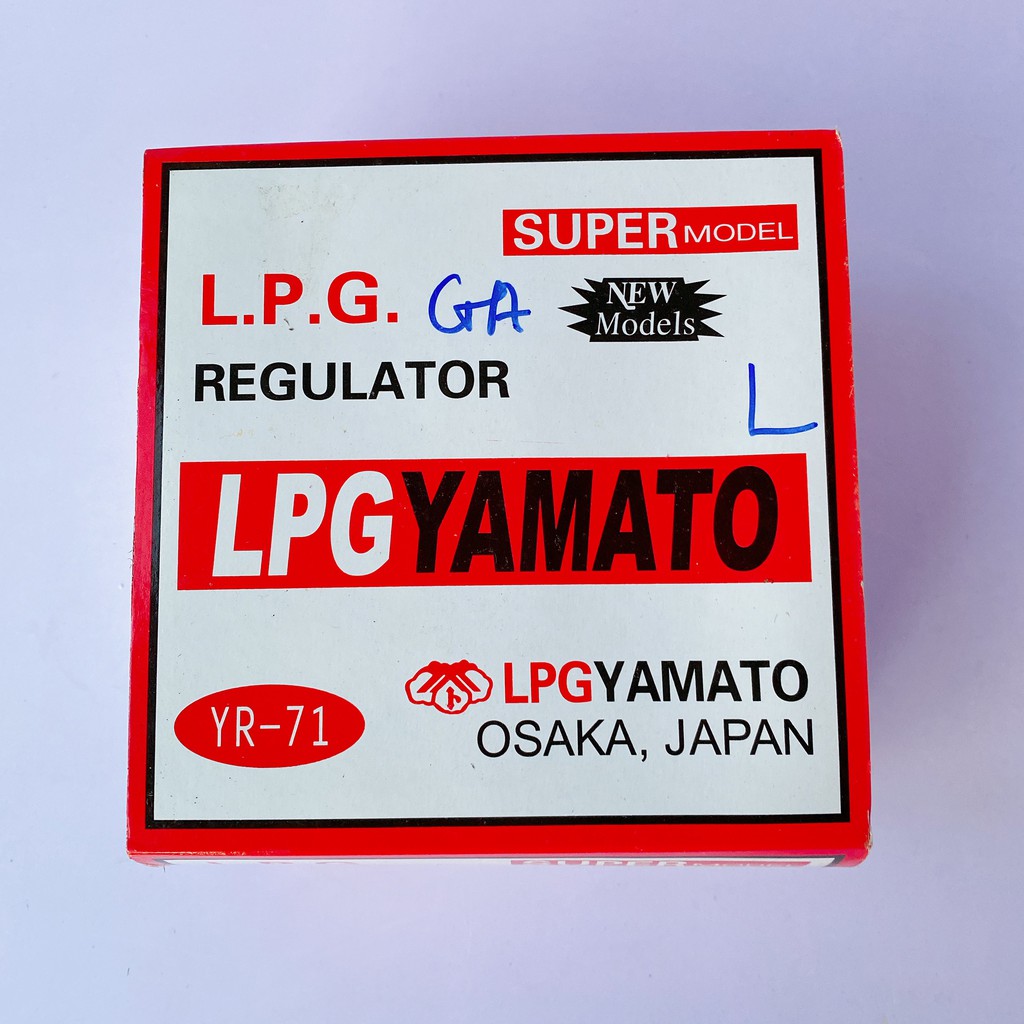 SUPER MODEL
L.P.G. GA
NEW
Models
REGULATOR
L
LPGYAMATO
YR-71
LPGYAMATO
OSAKA, JAPAN